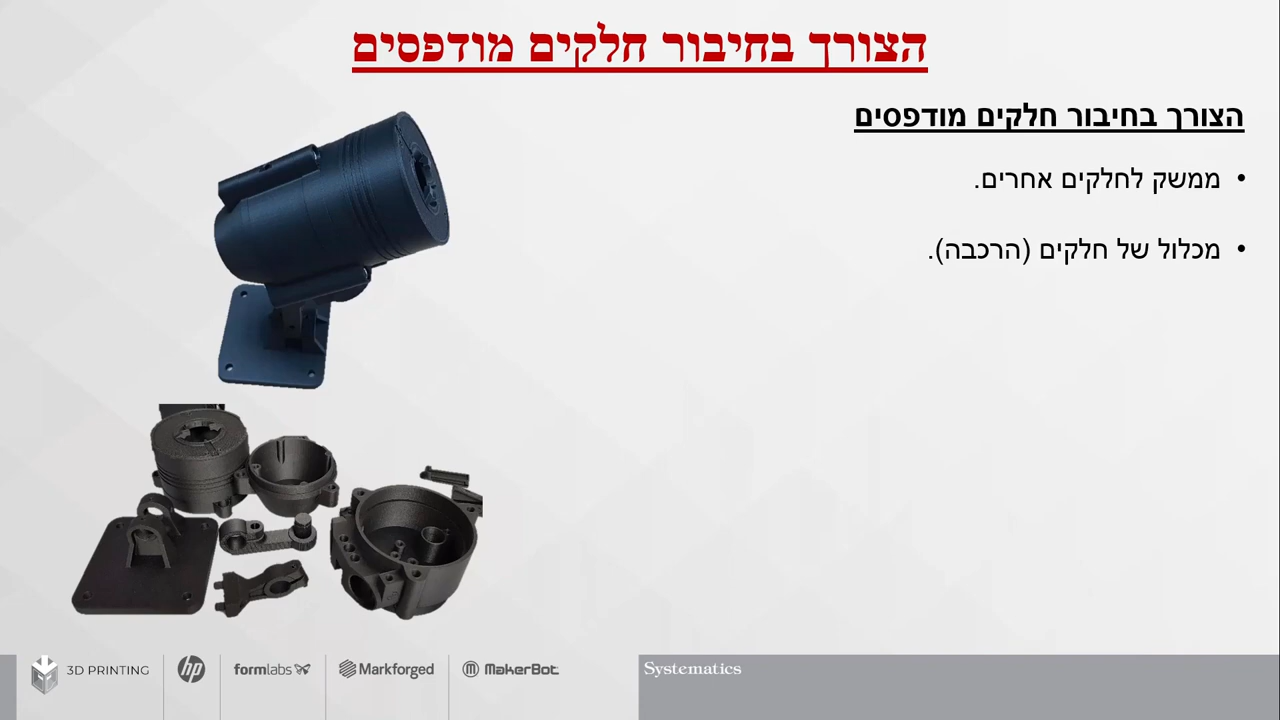 הצורך בחיבור חלקים מודפסים
הצורך בחיבור חלקים מודפסים
• ממשק לחלקים אחרים.
• מכלול של חלקים (הרכבה).
3D PRINTING
hp
formlabs
Markforged
MakerBot
Systematics